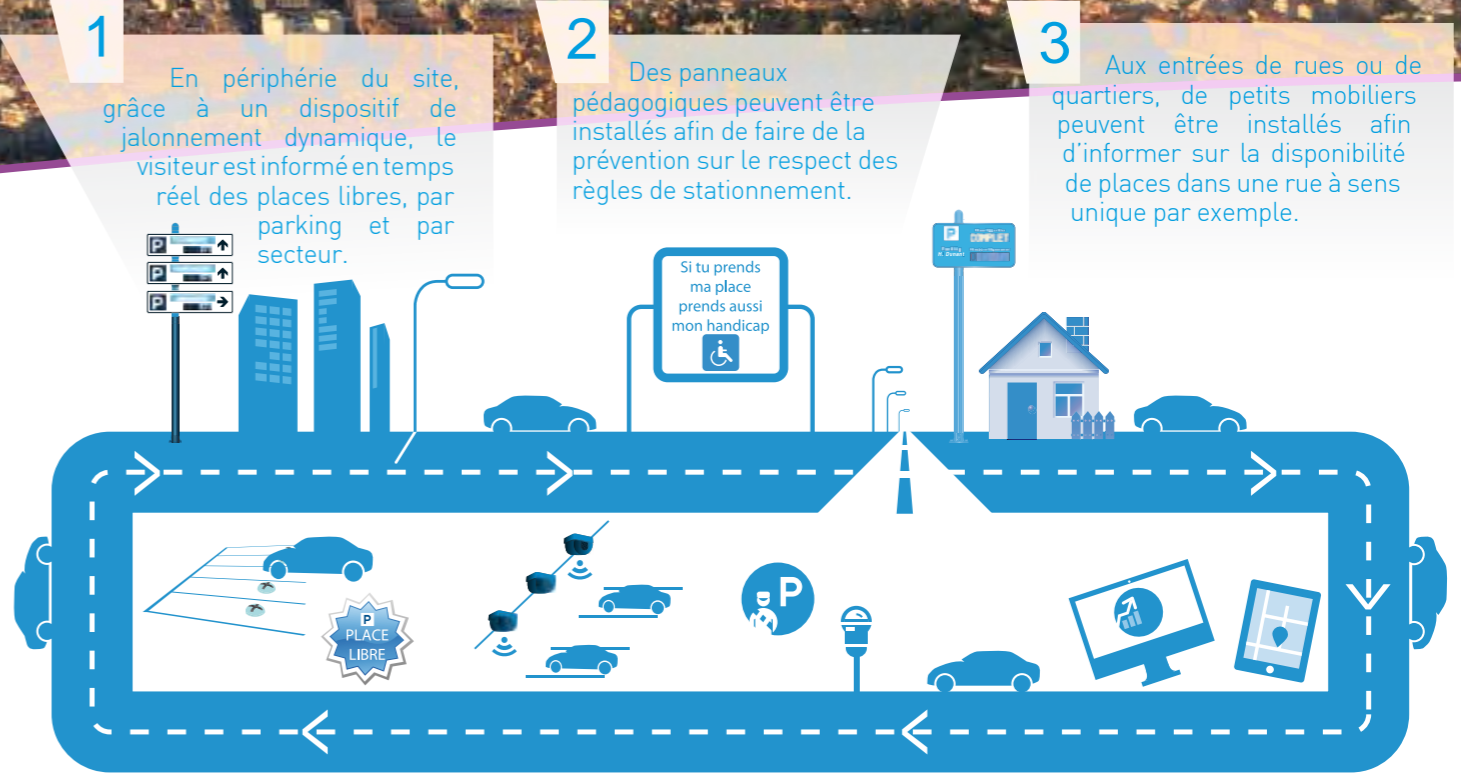 1
En périphérie du site,
grâce à un dispositif de
jalonnement dynamique, le
visiteur est informé en temps
réel des places libres, par
parking et par
secteur.
2
Des panneaux
pédagogiques peuvent être
installés afin de faire de la
prévention sur le respect des
règles de stationnement.
3
Aux entrées de rues ou de
quartiers, de petits mobiliers
peuvent être installés afin
d'informer sur la disponibilité
de places dans une rue à sens
unique par exemple.
P
P
P
Si tu prends
ma place
prends aussi
mon handicap
P
COMPLET
P
PLACE
LIBRE
P